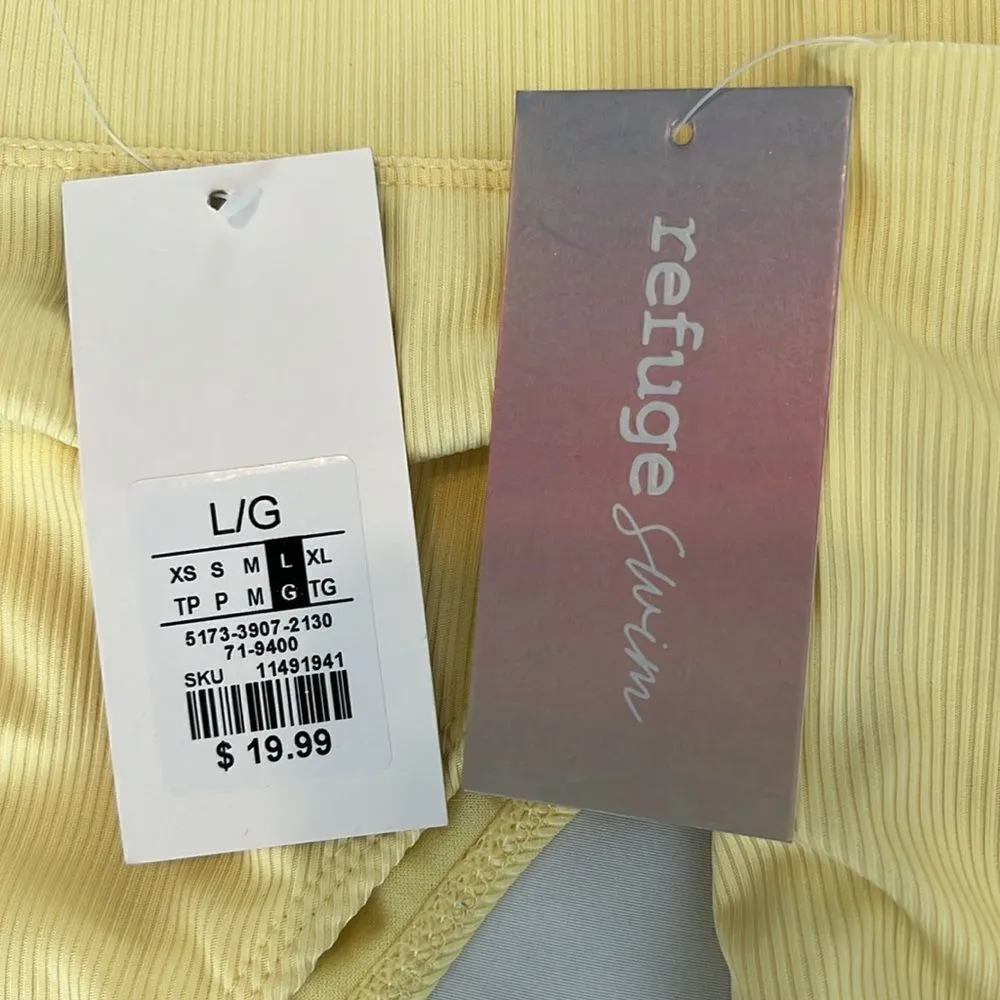 L/G
XS S M L XL
TP P M G TG
5173-3907-2130
71-9400
SKU 11491941
$ 19.99
refuge swim